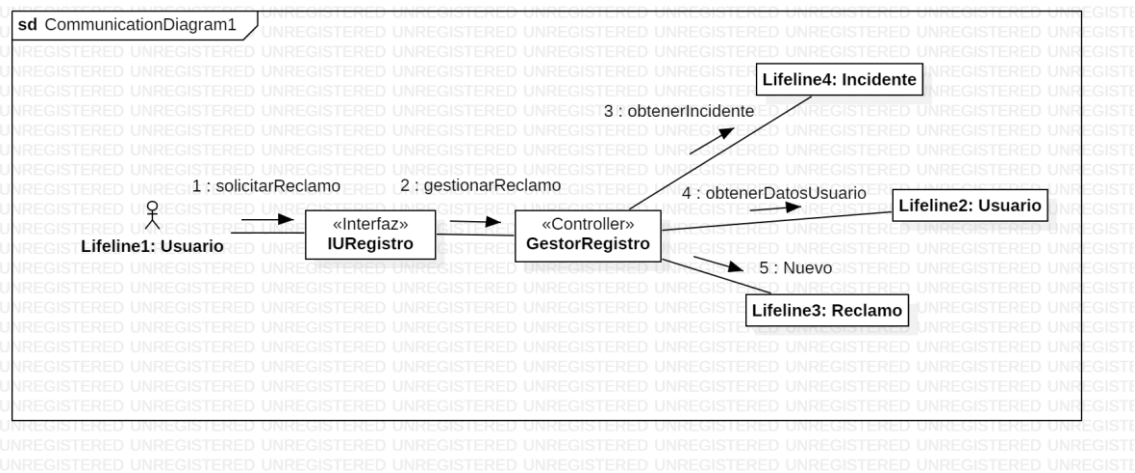 sd CommunicationDiagram1
Lifeline4: Incidente
3 : obtenerIncidente
1 : solicitarReclamo
2 : gestionarReclamo
4 : obtenerDatosUsuario
Lifeline2: Usuario
«Interfaz»
IURegistro
«Controller»
GestorRegistro
Lifeline1: Usuario
5 : Nuevo
Lifeline3: Reclamo
UNREGISTERED